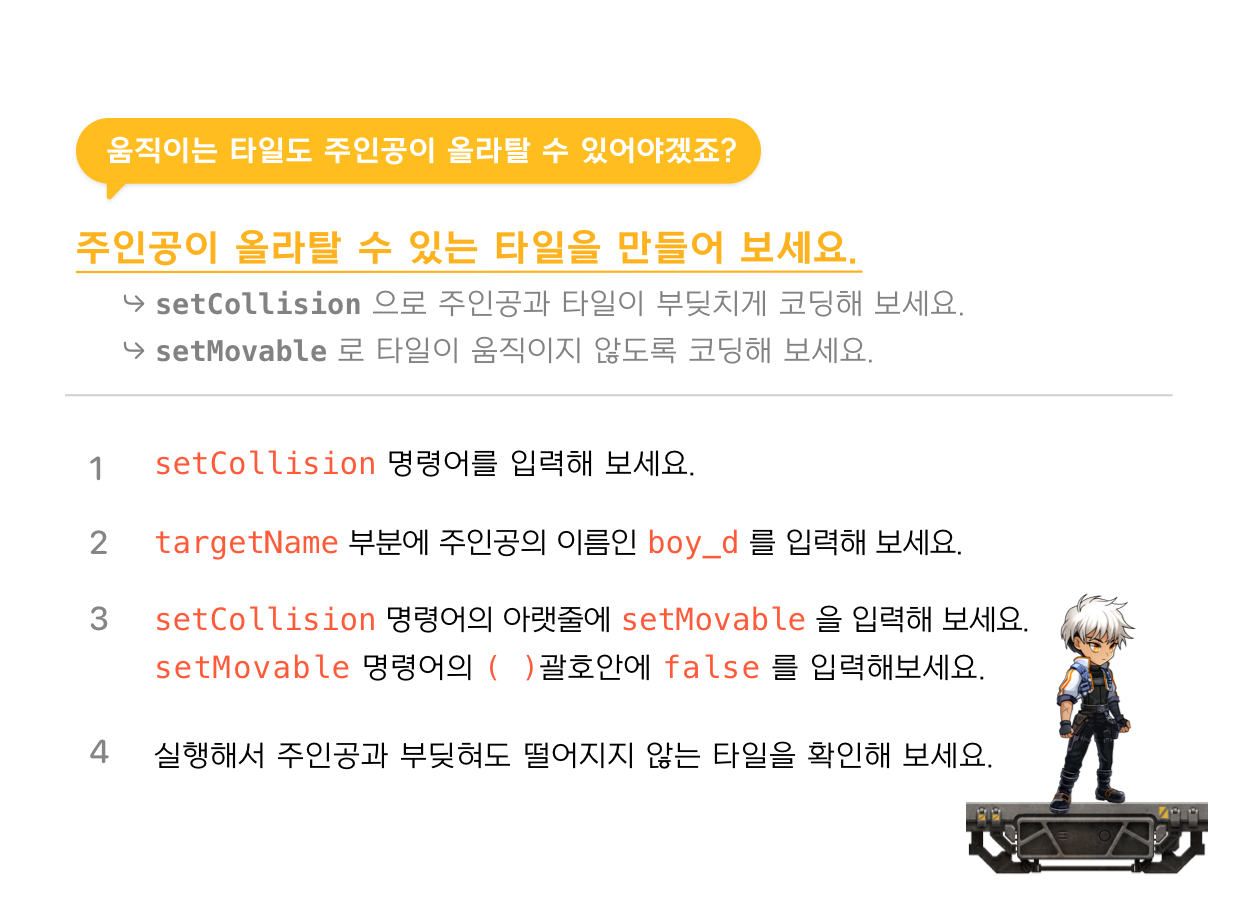 움직이는 타일도 주인공이 올라탈 수 있어야겠죠?
주인공이 올라탈 수 있는 타일을 만들어 보세요.
↪ setCollision 으로 주인공과 타일이 부딪치게 코딩해 보세요.
↪ setMovable 로 타일이 움직이지 않도록 코딩해 보세요.
1 setCollision 명령어를 입력해 보세요.
2 targetName 부분에 주인공의 이름인 boy_d 를 입력해 보세요.
3 setCollision 명령어의 아랫줄에 setMovable 을 입력해 보세요.
setMovable 명령어의 ( )괄호안에 false 를 입력해보세요.
4 실행해서 주인공과 부딪혀도 떨어지지 않는 타일을 확인해 보세요.